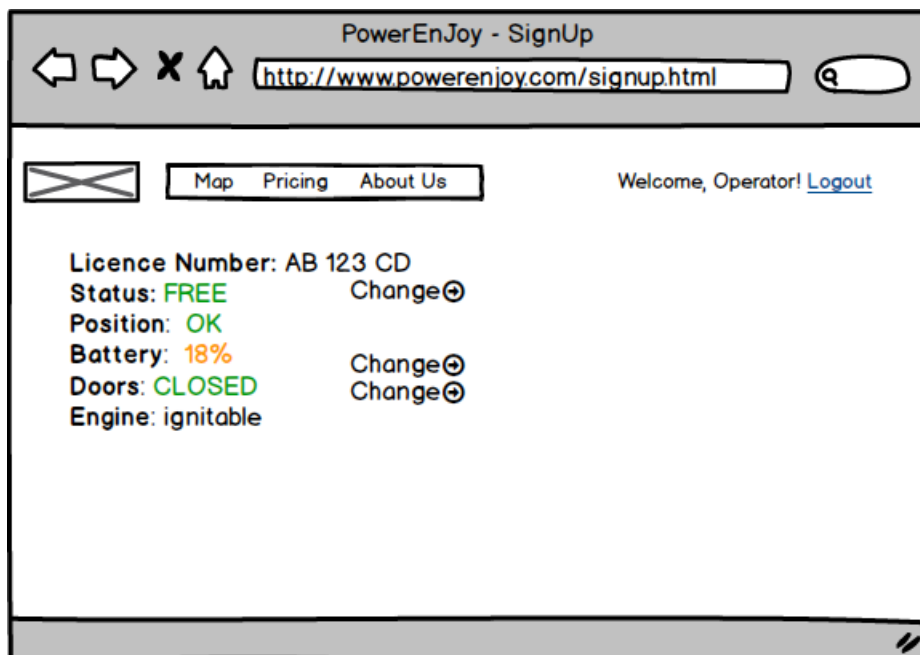 PowerEnJoy - SignUp
http://www.powerenjoy.com/signup.html
Map Pricing About Us Welcome, Operator! Logout
Licence Number: AB 123 CD
Status: FREE Change
Position: OK
Battery: 18% Change
Doors: CLOSED Change
Engine: ignitable